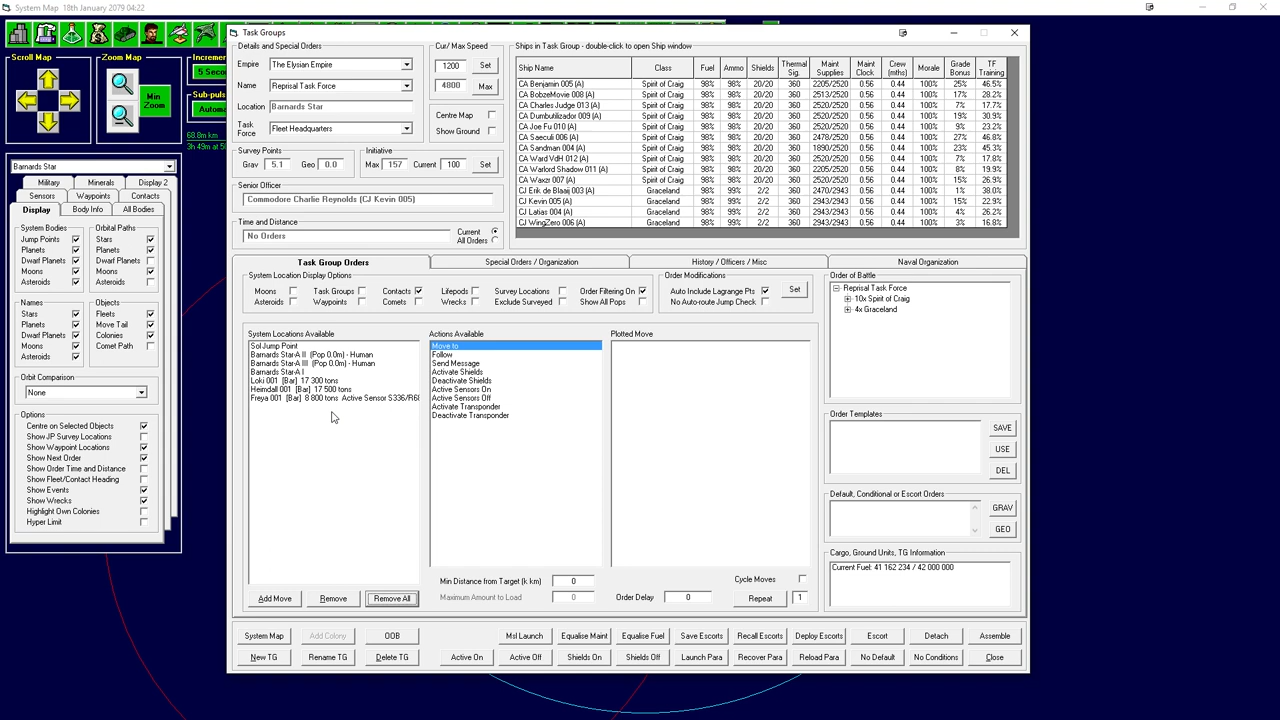 System Map 18th January 2079 04:22
Scroll Map
Zoom Map
Min Zoom
Increme
5 Seco
Sub-puls
Automa
68.8m km
3h 49m at 50
Barnards Star
Military Minerals Display 2
Sensors Waypoints Contacts
Display Body Info All Bodies
System Bodies Orbital Paths
Jump Points Stars
Planets Planets
Dwarf Planets Dwarf Planets
Moons Moons
Asteroids Asteroids
Names Objects
Stars Fleets
Planets Move Tail
Dwarf Planets Colonies
Moons Comet Path
Asteroids
Orbit Comparison
None
Options
Centre on Selected Objects
Show JP Survey Locations
Show Waypoint Locations
Show Next Order
Show Order Time and Distance
Show Fleet/Contact Heading
Show Events
Show Wrecks
Highlight Own Colonies
Hyper Limit
Task Groups
Details and Special Orders
Empire The Elysian Empire
Name Reprisal Task Force
Location Barnards Star
Task Force Fleet Headquarters
Cur/ Max Speed
1200 Set
4800 Max
Centre Map
Show Ground
Survey Points
Grav 5.1 Geo 0.0
Initiative
Max 157 Current 100 Set
Senior Officer
Commodore Charlie Reynolds (CJ Kevin 005)
Time and Distance
No Orders
Current
All Orders
Ships in Task Group - double-click to open Ship window
Ship Name Class Fuel Ammo Shields Thermal Sig. Maint Supplies Maint Clock Crew (mths) Morale Grade Bonus TF Training
CA Benjamin 005 (A) Spirit of Craig 98% 98% 20/20 360 2205/2520 0.56 0.44 100% 25% 46.5%
CA BobzeMovie 008 (A) Spirit of Craig 98% 98% 20/20 360 2513/2520 0.56 0.44 100% 17% 28.2%
CA Charles Judge 013 (A) Spirit of Craig 98% 98% 20/20 360 2520/2520 0.56 0.44 100% 7% 17.7%
CA Dumbutilizador 009 (A) Spirit of Craig 98% 98% 20/20 360 2520/2520 0.56 0.44 100% 19% 30.9%
CA Joe Fu 010 (A) Spirit of Craig 98% 98% 20/20 360 2520/2520 0.56 0.44 100% 9% 23.2%
CA Saeculi 006 (A) Spirit of Craig 98% 98% 20/20 360 2478/2520 0.56 0.44 100% 27% 46.8%
CA Sandman 004 (A) Spirit of Craig 98% 98% 20/20 360 1890/2520 0.56 0.44 100% 23% 45.3%
CA Ward VdH 012 (A) Spirit of Craig 98% 98% 20/20 360 2520/2520 0.56 0.44 100% 7% 17.8%
CA Warlord Shadow 011 (A) Spirit of Craig 98% 98% 20/20 360 2520/2520 0.56 0.44 100% 8% 19.9%
CA Waxzr 007 (A) Spirit of Craig 98% 98% 20/20 360 2520/2520 0.56 0.44 100% 15% 26.9%
CJ Erik de Blaaij 003 (A) Graceland 98% 99% 2/2 360 2470/2943 0.56 0.44 100% 1% 38.0%
CJ Kevin 005 (A) Graceland 98% 99% 2/2 360 2943/2943 0.56 0.44 100% 15% 22.9%
CJ Latias 004 (A) Graceland 98% 99% 2/2 360 2943/2943 0.56 0.44 100% 4% 26.2%
CJ WingZero 006 (A) Graceland 98% 99% 2/2 360 2943/2943 0.56 0.44 100% 3% 16.8%
Task Group Orders Special Orders / Organization History / Officers / Misc Naval Organization
System Location Display Options
Moons Task Groups Contacts Lifepods Survey Locations Order Filtering On
Asteroids Waypoints Comets Wrecks Exclude Surveyed Show All Pops
Order Modifications
Auto Include Lagrange Pts
No Auto-route Jump Check
Set
System Locations Available
Sol Jump Point
Barnards Star-A II (Pop 0.0m) - Human
Barnards Star-A III (Pop 0.0m) - Human
Barnards Star-A I
Loki 001 [Bar] 17 300 tons
Heimdall 001 [Bar] 17 500 tons
Freya 001 [Bar] 8 800 tons Active Sensor S336/R6
Actions Available
Move to
Follow
Send Message
Activate Shields
Deactivate Shields
Active Sensors On
Active Sensors Off
Activate Transponder
Deactivate Transponder
Plotted Move
Add Move Remove Remove All
Min Distance from Target (k km) 0
Maximum Amount to Load 0
Order Delay 0
Cycle Moves
Repeat 1
Order of Battle
Reprisal Task Force
10x Spirit of Craig
4x Graceland
Order Templates
SAVE
USE
DEL
Default, Conditional or Escort Orders
GRAV
GEO
Cargo, Ground Units, TG Information
Current Fuel: 41 162 234 / 42 000 000
System Map Add Colony OOB Msl Launch Equalise Maint Equalise Fuel Save Escorts Recall Escorts Deploy Escorts Escort Detach Assemble
New TG Rename TG Delete TG Active On Active Off Shields On Shields Off Launch Para Recover Para Reload Para No Default No Conditions Close